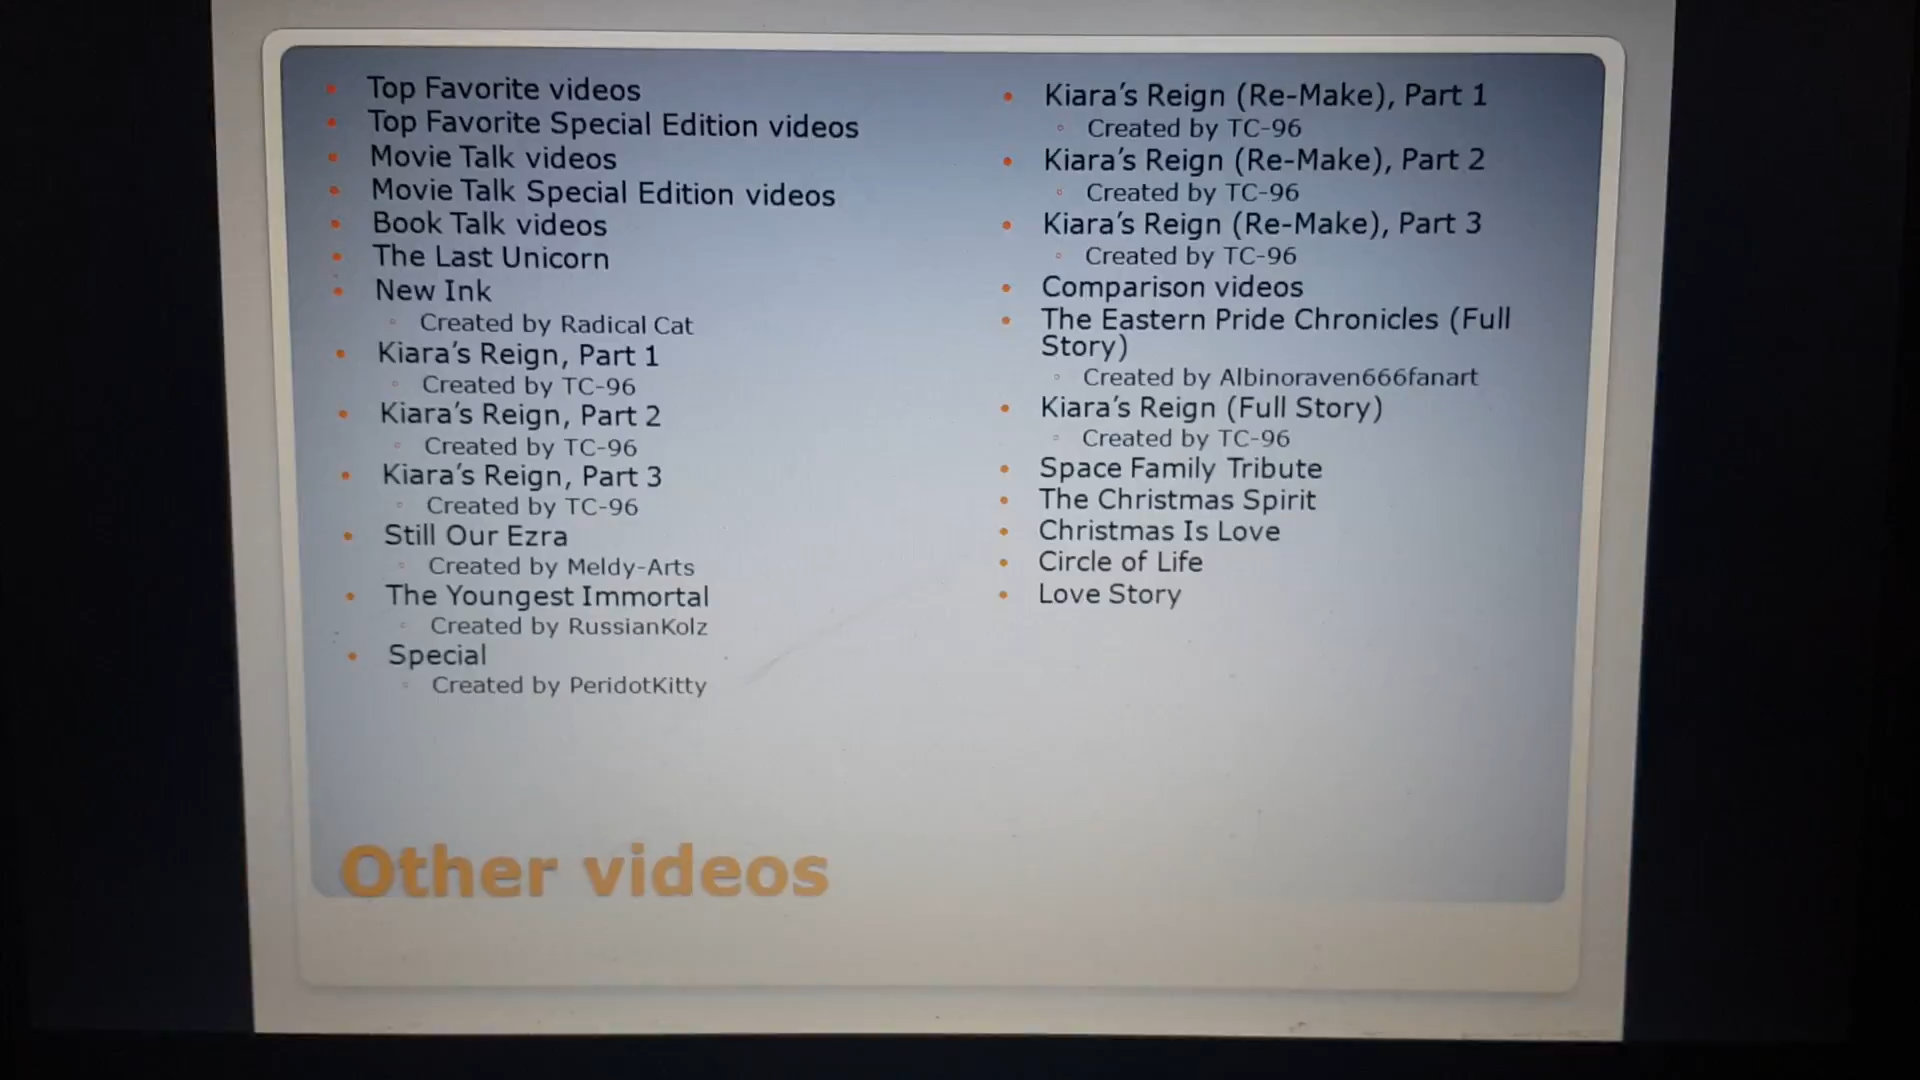 Top Favorite videos
Top Favorite Special Edition videos
Movie Talk videos
Movie Talk Special Edition videos
Book Talk videos
The Last Unicorn
New Ink
Created by Radical Cat
Kiara's Reign, Part 1
Created by TC-96
Kiara's Reign, Part 2
Created by TC-96
Kiara's Reign, Part 3
Created by TC-96
Still Our Ezra
Created by Meldy-Arts
The Youngest Immortal
Created by RussianKolz
Special
Created by PeridotKitty
Kiara's Reign (Re-Make), Part 1
Created by TC-96
Kiara's Reign (Re-Make), Part 2
Created by TC-96
Kiara's Reign (Re-Make), Part 3
Created by TC-96
Comparison videos
The Eastern Pride Chronicles (Full
Story)
Created by Albinoraven666fanart
Kiara's Reign (Full Story)
Created by TC-96
Space Family Tribute
The Christmas Spirit
Christmas Is Love
Circle of Life
Love Story
Other videos